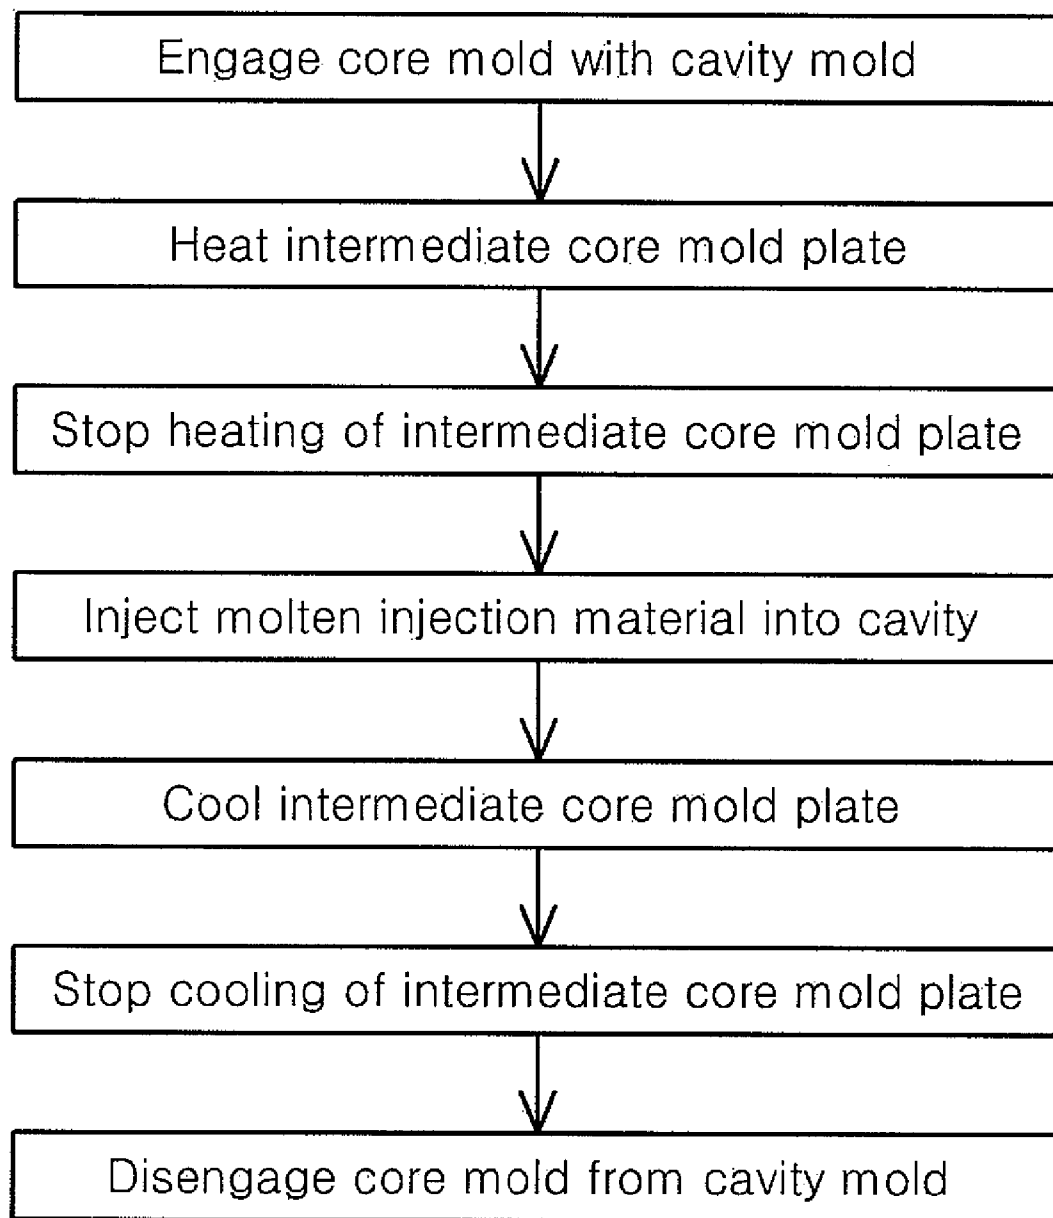 Engage core mold with cavity mold
Heat intermediate core mold plate
Stop heating of intermediate core mold plate
Inject molten injection material into cavity
Cool intermediate core mold plate
Stop cooling of intermediate core mold plate
Disengage core mold from cavity mold